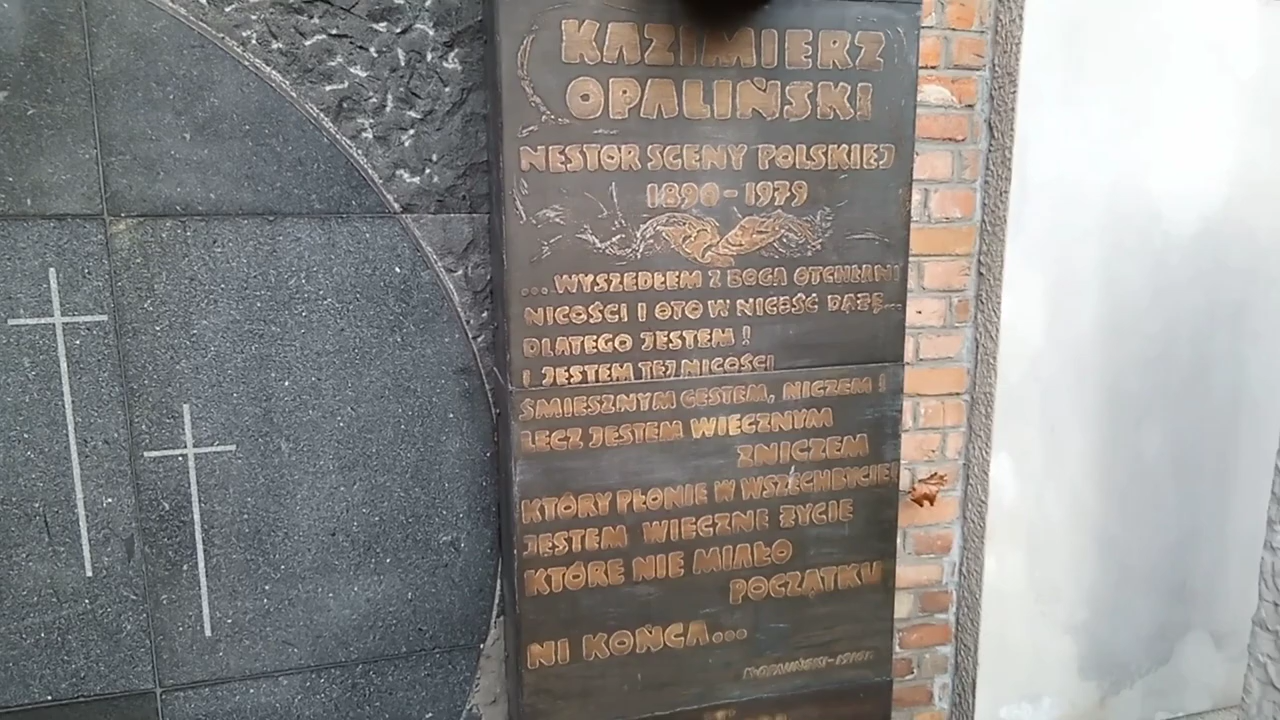 KAZIMIERZ
OPALIŃSKI
NESTOR SCENY POLSKIEJ
1890-1979
...WYSZEDŁEM Z BOGA OTCHŁANI
NICOŚCI I OTO W NICOŚĆ DĄŻĘ...
DLATEGO JESTEM!
I JESTEM TEJ NICOŚCI
ŚMIESZNYM GESTEM, NICZEM!
LECZ JESTEM WIECZNYM
ZNICZEM
KTÓRY PŁONIE W WSZECHBYCIE!
JESTEM WIECZNE ŻYCIE
KTÓRE NIE MIAŁO
POCZĄTKU
NI KOŃCA...
K. OPALIŃSKI